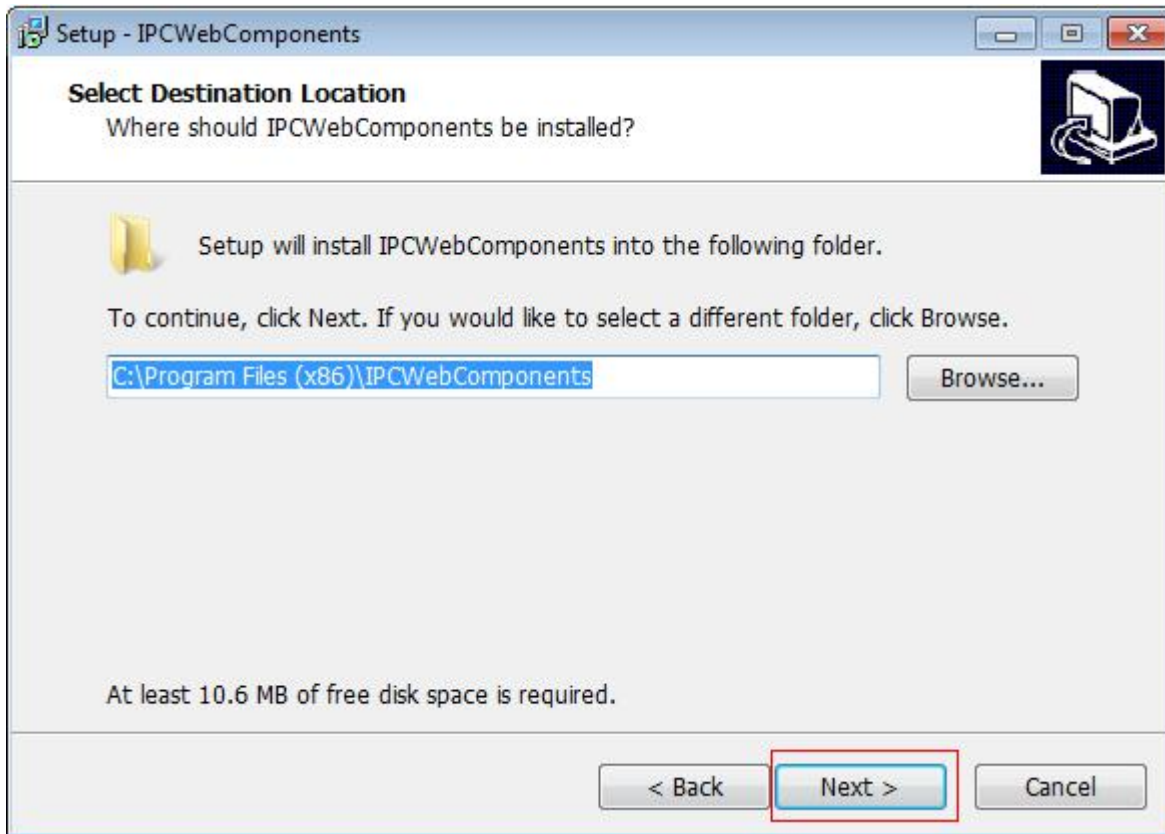 Setup - IPCWebComponents
Select Destination Location
Where should IPCWebComponents be installed?
Setup will install IPCWebComponents into the following folder.
To continue, click Next. If you would like to select a different folder, click Browse.
C:\Program Files (x86)\IPCWebComponents
Browse...
At least 10.6 MB of free disk space is required.
< Back
Next >
Cancel